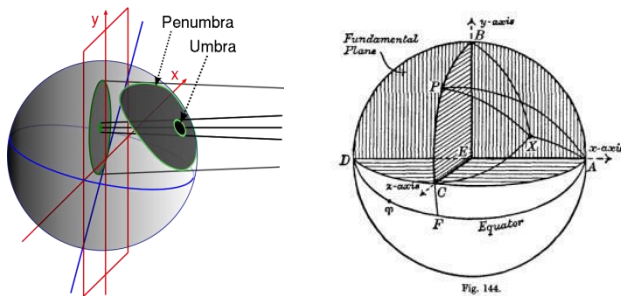 Penumbra
Umbra
y
x
Fundamental
Plane
y-axis
B
P
X
x-axis
D
E
A
z-axis
C
φ
F
Equator
Fig. 144.